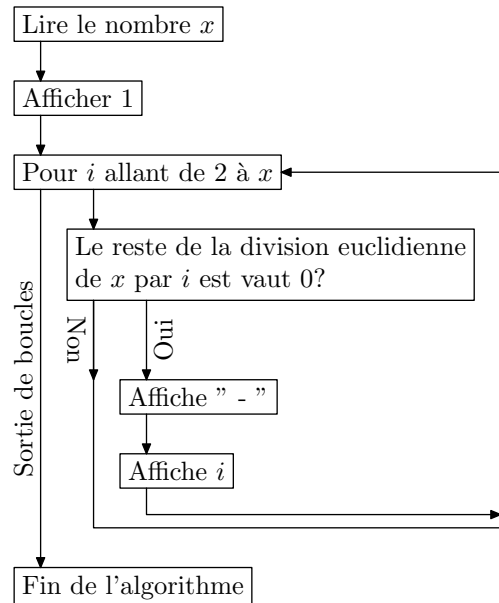 Lire le nombre x
Afficher 1
Pour i allant de 2 à x
Le reste de la division euclidienne
de x par i est vaut 0?
Non
Oui
Sortie de boucles
Affiche ” - ”
Affiche i
Fin de l'algorithme